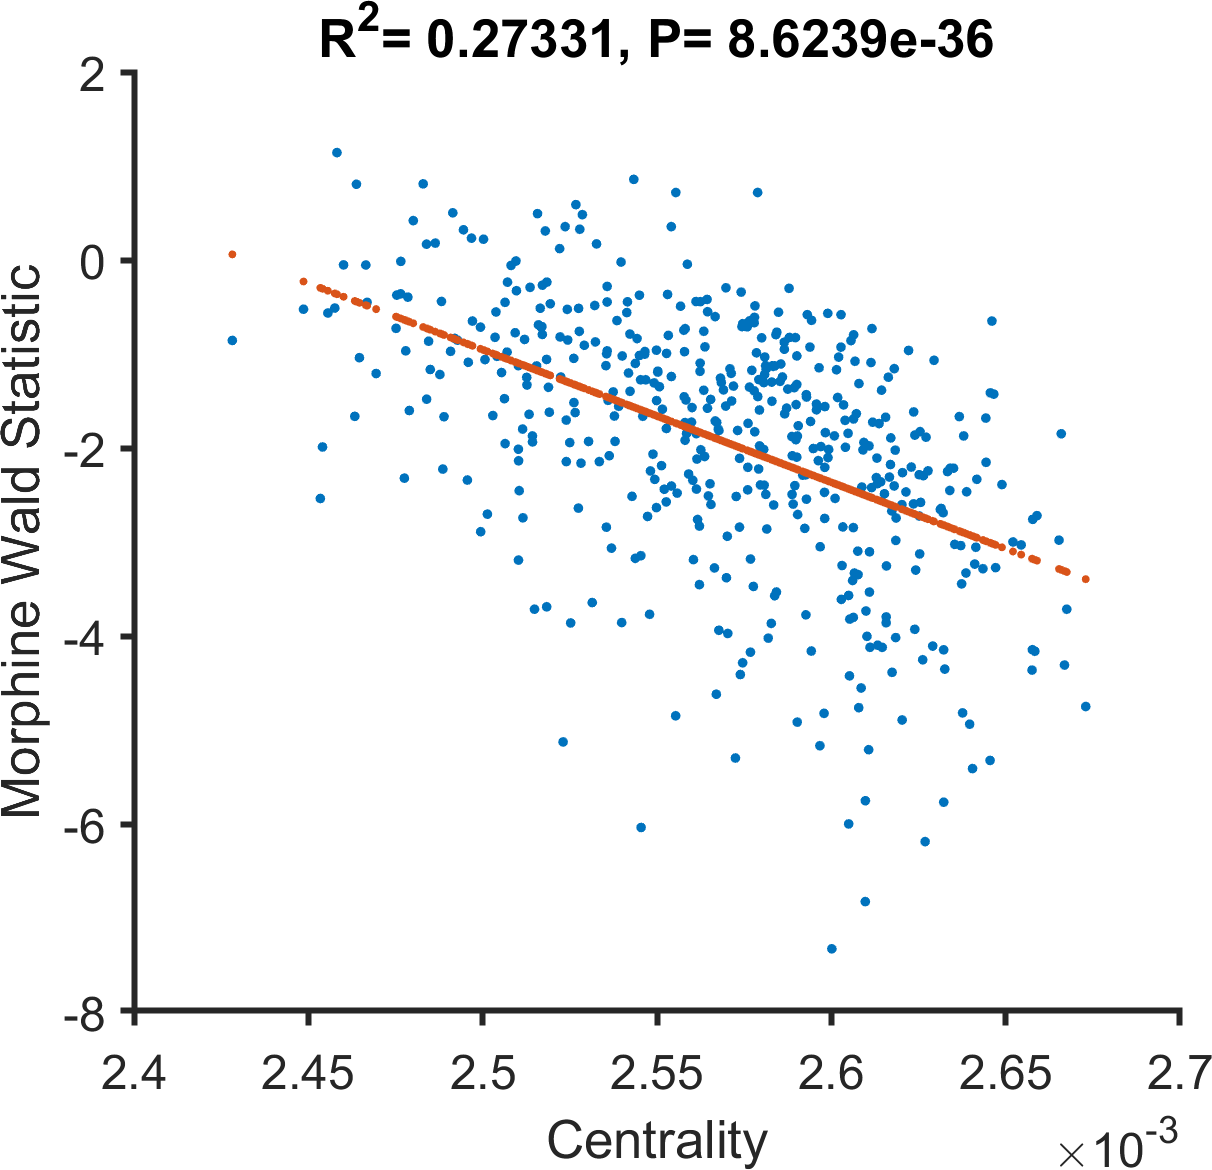 R²= 0.27331, P= 8.6239e-36
2
0
-2
-4
-6
-8
Morphine Wald Statistic
2.4 2.45 2.5 2.55 2.6 2.65 2.7
Centrality
×10⁻³